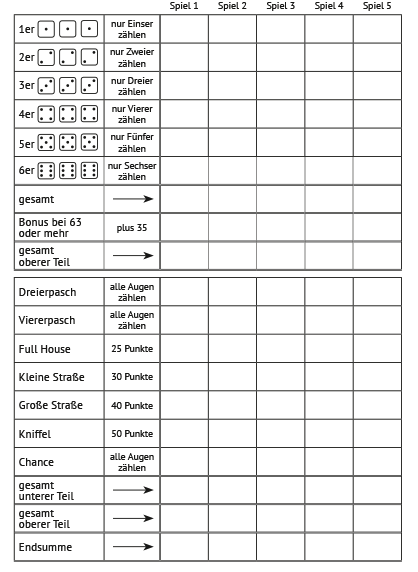 Spiel 1 Spiel 2 Spiel 3 Spiel 4 Spiel 5
1er nur Einser
zählen
2er nur Zweier
zählen
3er nur Dreier
zählen
4er nur Vierer
zählen
5er nur Fünfer
zählen
6er nur Sechser
zählen
gesamt
Bonus bei 63
oder mehr
plus 35
gesamt
oberer Teil
Dreierpasch
alle Augen
zählen
Viererpasch
alle Augen
zählen
Full House 25 Punkte
Kleine Straße 30 Punkte
Große Straße 40 Punkte
Kniffel 50 Punkte
Chance
alle Augen
zählen
gesamt
unterer Teil
gesamt
oberer Teil
Endsumme